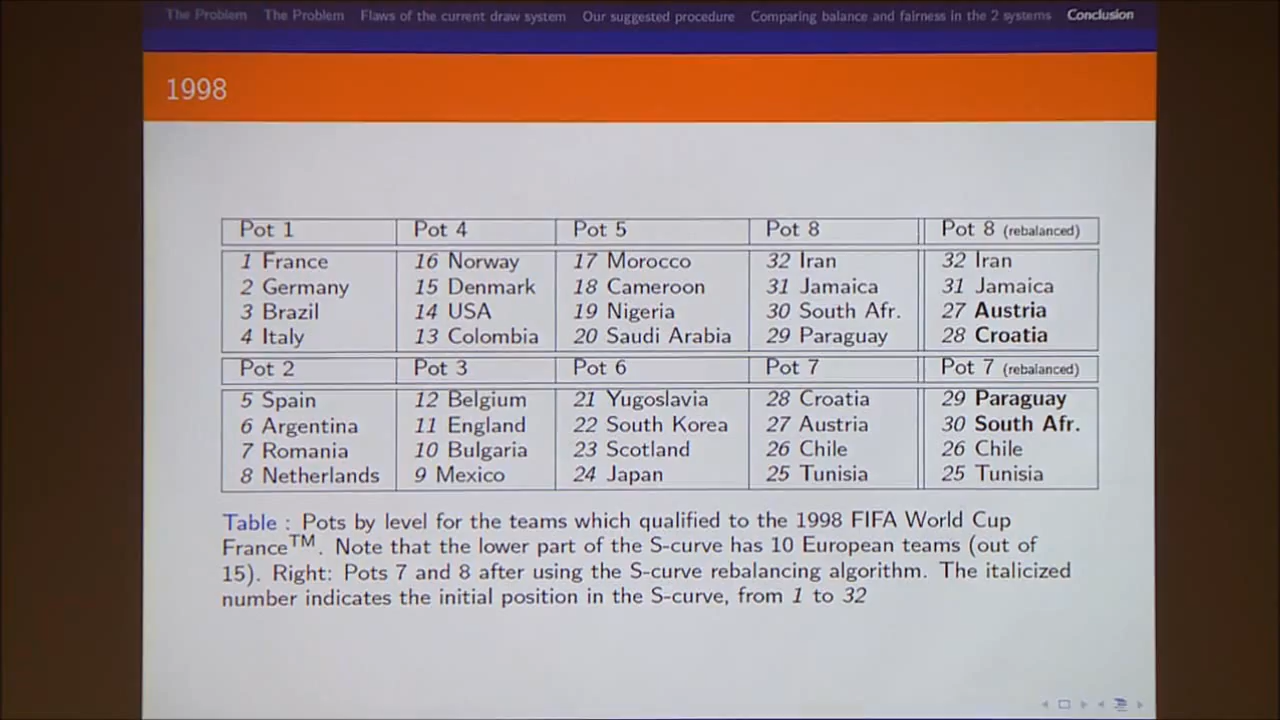 The Problem The Problem Flaws of the current draw system Our suggested procedure Comparing balance and fairness in the 2 systems Conclusion
1998
Pot 1 Pot 4 Pot 5 Pot 8 Pot 8 (rebalanced)
1 France 16 Norway 17 Morocco 32 Iran 32 Iran
2 Germany 15 Denmark 18 Cameroon 31 Jamaica 31 Jamaica
3 Brazil 14 USA 19 Nigeria 30 South Afr. 27 Austria
4 Italy 13 Colombia 20 Saudi Arabia 29 Paraguay 28 Croatia
Pot 2 Pot 3 Pot 6 Pot 7 Pot 7 (rebalanced)
5 Spain 12 Belgium 21 Yugoslavia 28 Croatia 29 Paraguay
6 Argentina 11 England 22 South Korea 27 Austria 30 South Afr.
7 Romania 10 Bulgaria 23 Scotland 26 Chile 26 Chile
8 Netherlands 9 Mexico 24 Japan 25 Tunisia 25 Tunisia
Table : Pots by level for the teams which qualified to the 1998 FIFA World Cup
France™. Note that the lower part of the S-curve has 10 European teams (out of
15). Right: Pots 7 and 8 after using the S-curve rebalancing algorithm. The italicized
number indicates the initial position in the S-curve, from 1 to 32